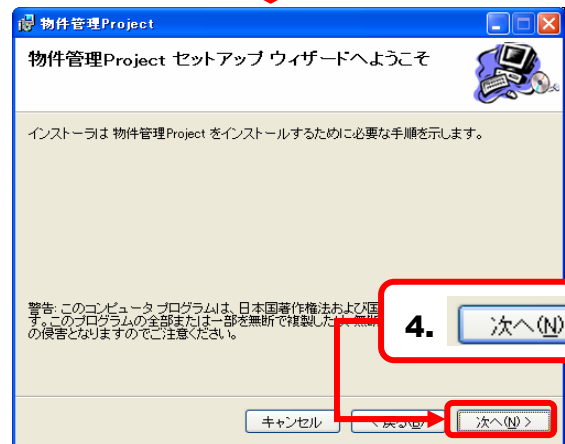 物件管理Project
物件管理Project セットアップ ウィザードへようこそ
インストーラは 物件管理Project をインストールするために必要な手順を示します。
警告: このコンピュータ プログラムは、日本国著作権法および国
す。このプログラムの全部または一部を無断で複製したり、無断
の侵害となりますのでご注意ください。
4. 次へ(N)
キャンセル < 戻る(B) 次へ(N) >